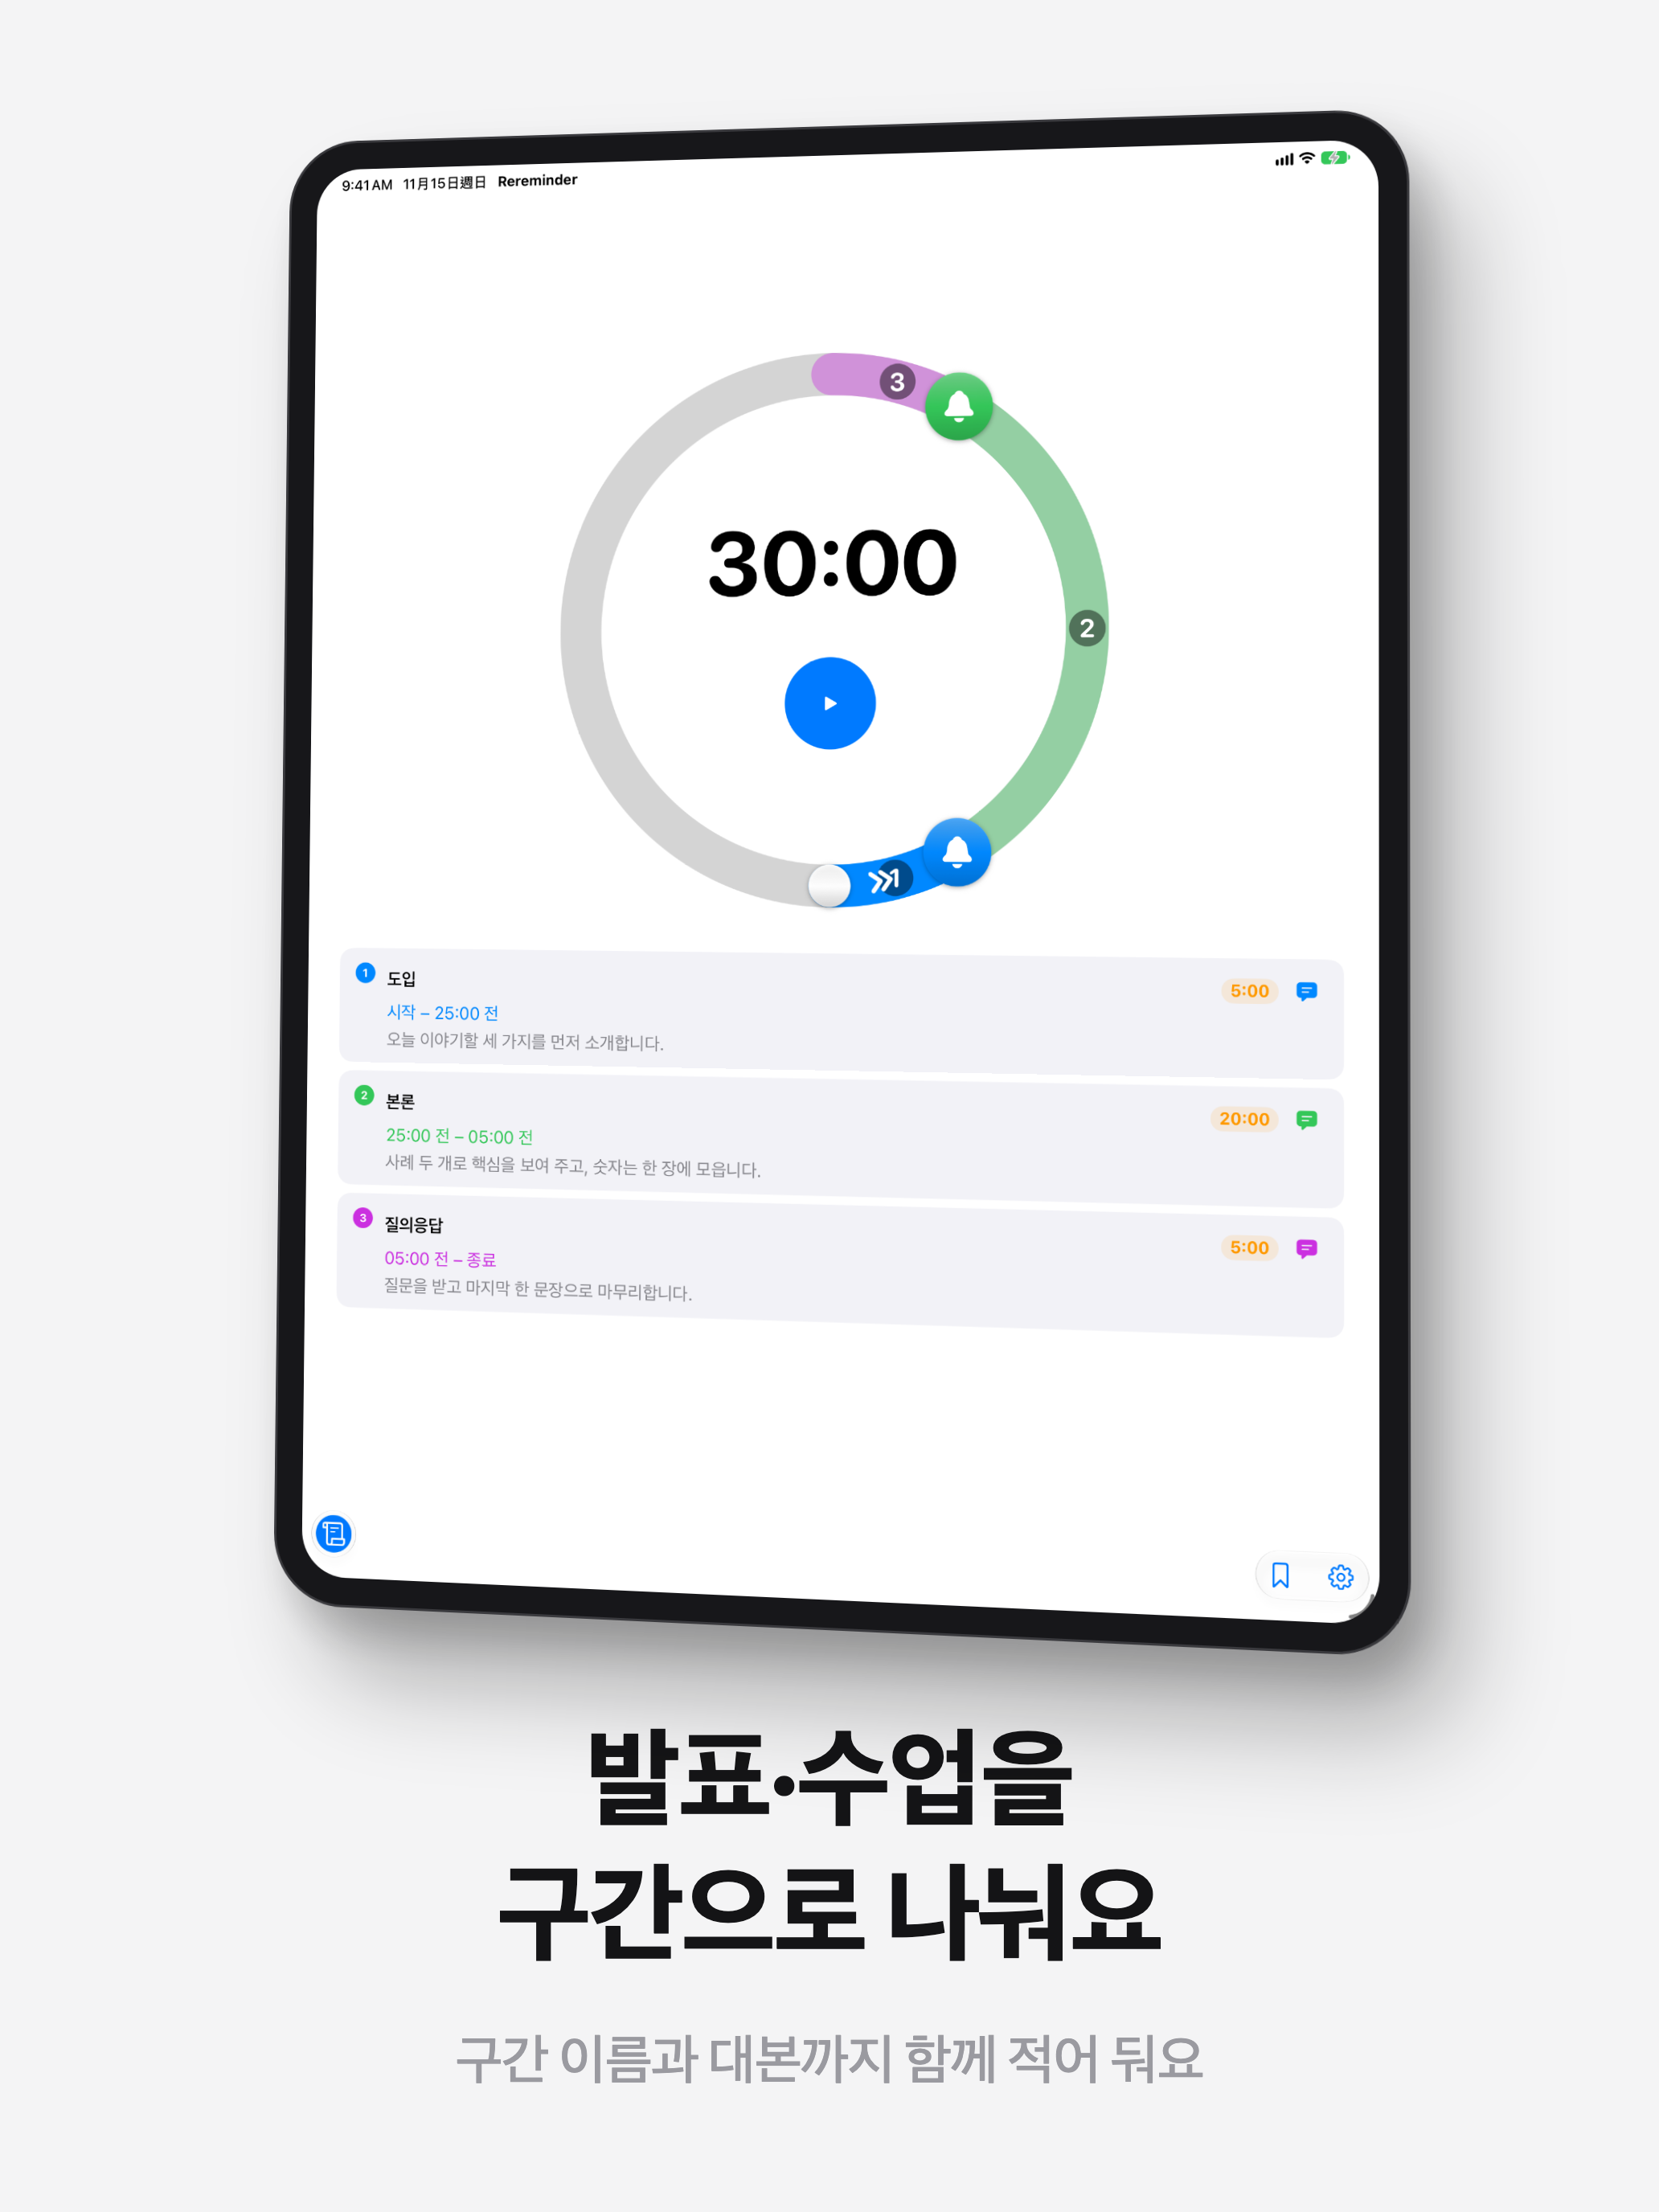 9:41 AM 11月15日週日 Rereminder
3
30:00
2
1
1 도입 5:00
시작 – 25:00 전
오늘 이야기할 세 가지를 먼저 소개합니다.
2 본론 20:00
25:00 전 – 05:00 전
사례 두 개로 핵심을 보여 주고, 숫자는 한 장에 모읍니다.
3 질의응답 5:00
05:00 전 – 종료
질문을 받고 마지막 한 문장으로 마무리합니다.
발표·수업을
구간으로 나눠요
구간 이름과 대본까지 함께 적어 둬요